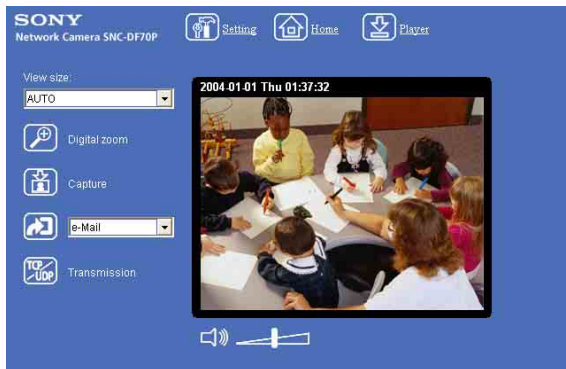 SONY
Network Camera SNC-DF70P
Setting
Home
Player
View size:
AUTO
2004-01-01 Thu 01:37:32
Digital zoom
Capture
e-Mail
TCP/UDP
Transmission